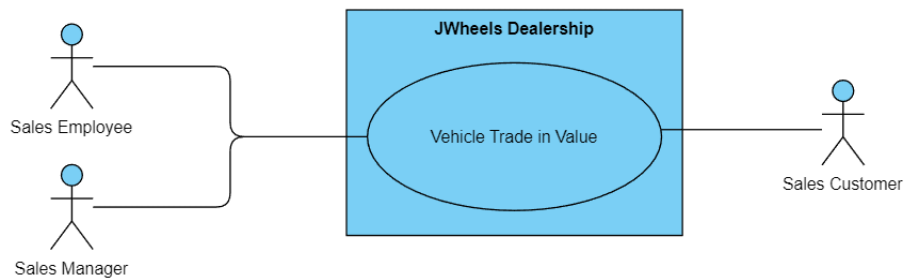 JWheels Dealership
Sales Employee
Vehicle Trade in Value
Sales Customer
Sales Manager